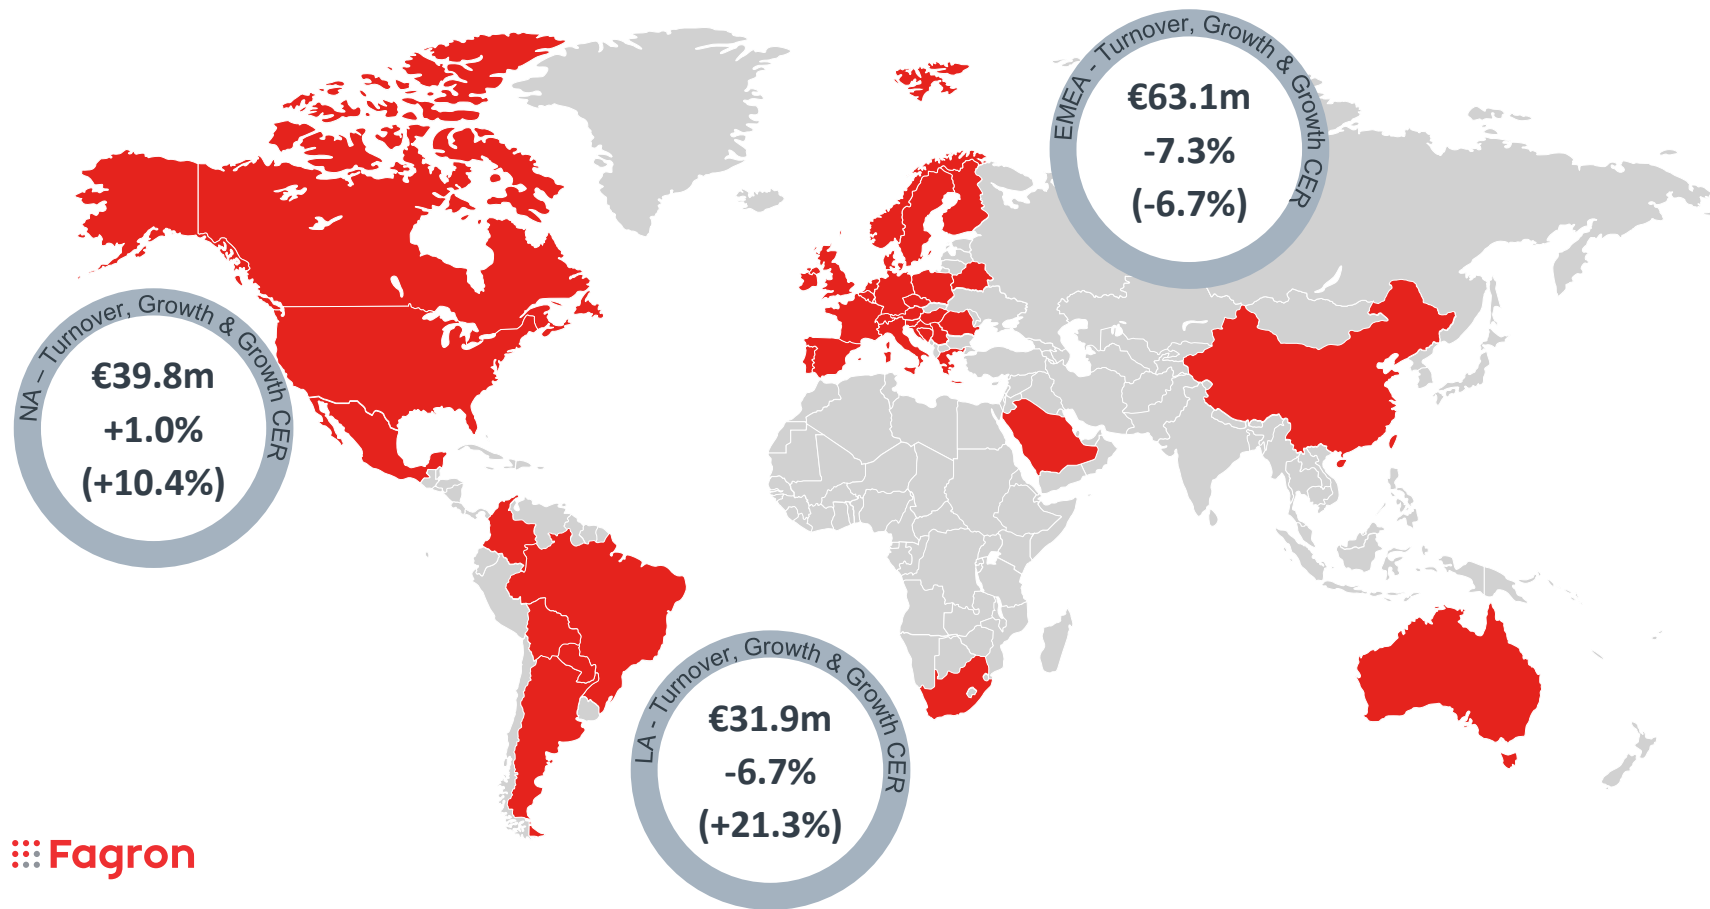 EMEA - Turnover, Growth & Growth CER
€63.1m
-7.3%
(-6.7%)
NA – Turnover, Growth & Growth CER
€39.8m
+1.0%
(+10.4%)
LA - Turnover, Growth & Growth CER
€31.9m
-6.7%
(+21.3%)
Fagron